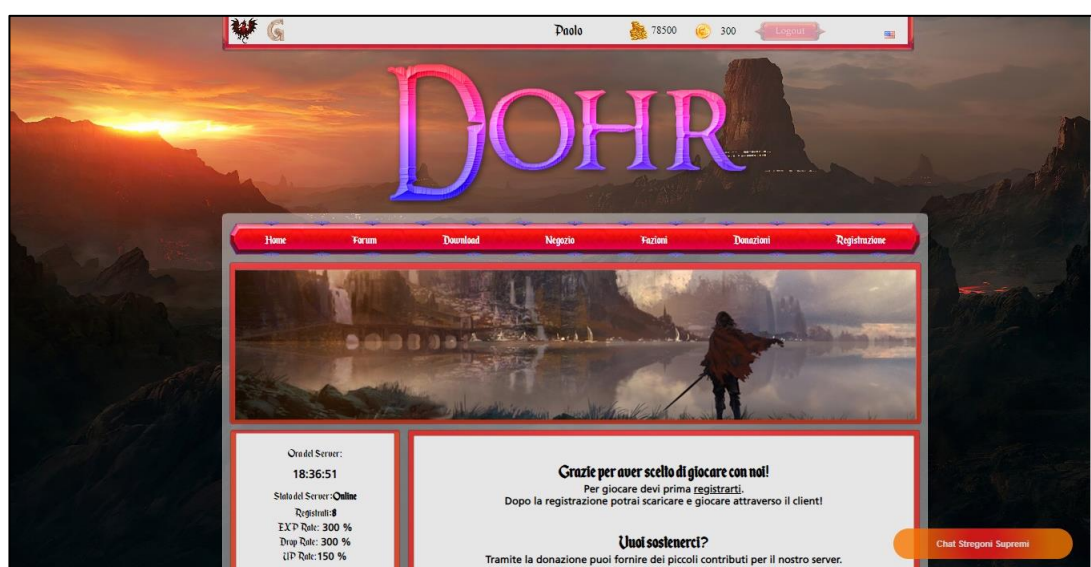 G
Paolo
78500
300
Logout
DOHR
Home
Forum
Download
Negozio
Fazioni
Donazioni
Registrazione
Ora del Server:
18:36:51
Stato del Server:Online
Registrati:8
EXP Rate: 300 %
Drop Rate: 300 %
UP Rate:150 %
Grazie per aver scelto di giocare con noi!
Per giocare devi prima registrarti.
Dopo la registrazione potrai scaricare e giocare attraverso il client!
Vuoi sostenerci?
Tramite la donazione puoi fornire dei piccoli contributi per il nostro server.
Chat Stregoni Supremi